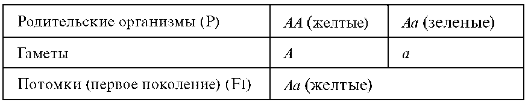 Родительские организмы (P) АА (желтые) Аа (зеленые)
Гаметы А а
Потомки (первое поколение) (F1) Аа (желтые)